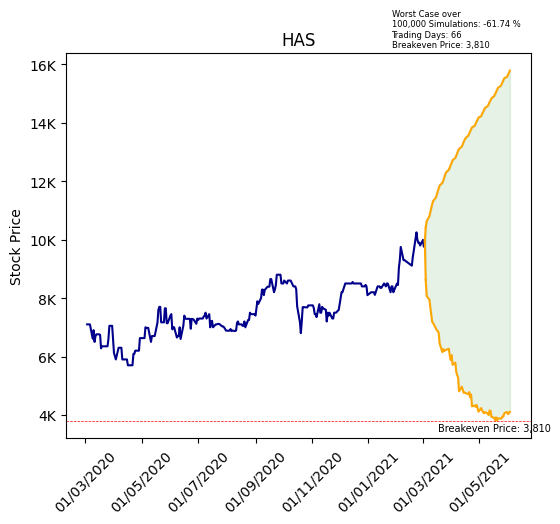 Worst Case over
100,000 Simulations: -61.74 %
Trading Days: 66
Breakeven Price: 3,810
HAS
Stock Price
16K
14K
12K
10K
8K
6K
4K
Breakeven Price: 3,810
01/03/2020
01/05/2020
01/07/2020
01/09/2020
01/11/2020
01/01/2021
01/03/2021
01/05/2021